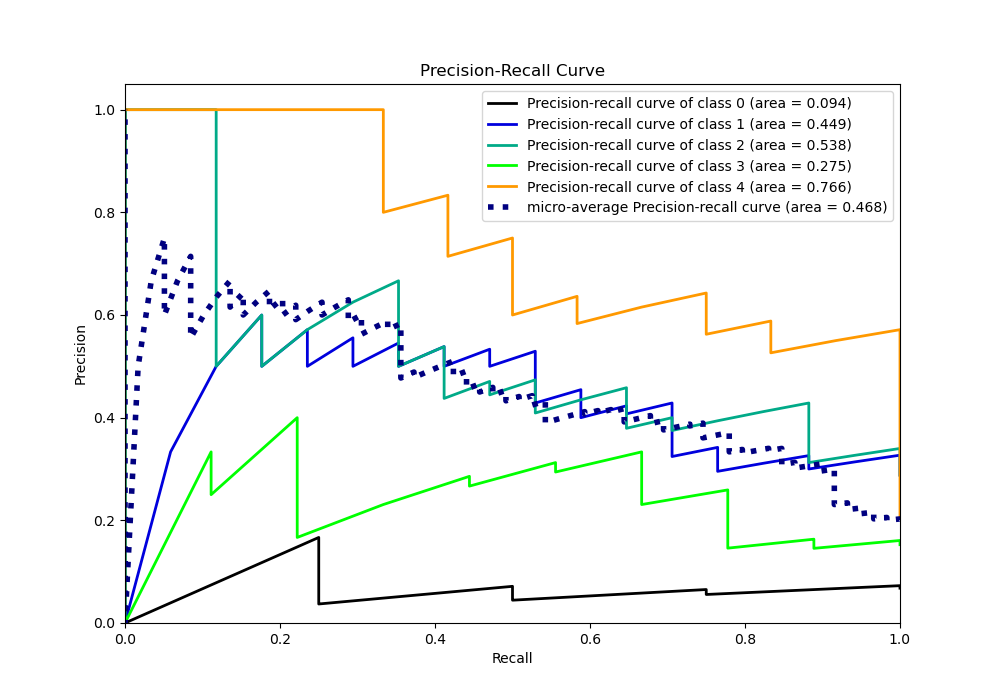 Precision-Recall Curve
Precision-recall curve of class 0 (area = 0.094)
Precision-recall curve of class 1 (area = 0.449)
Precision-recall curve of class 2 (area = 0.538)
Precision-recall curve of class 3 (area = 0.275)
Precision-recall curve of class 4 (area = 0.766)
micro-average Precision-recall curve (area = 0.468)
Precision
1.0
0.8
0.6
0.4
0.2
0.0
0.0 0.2 0.4 0.6 0.8 1.0
Recall